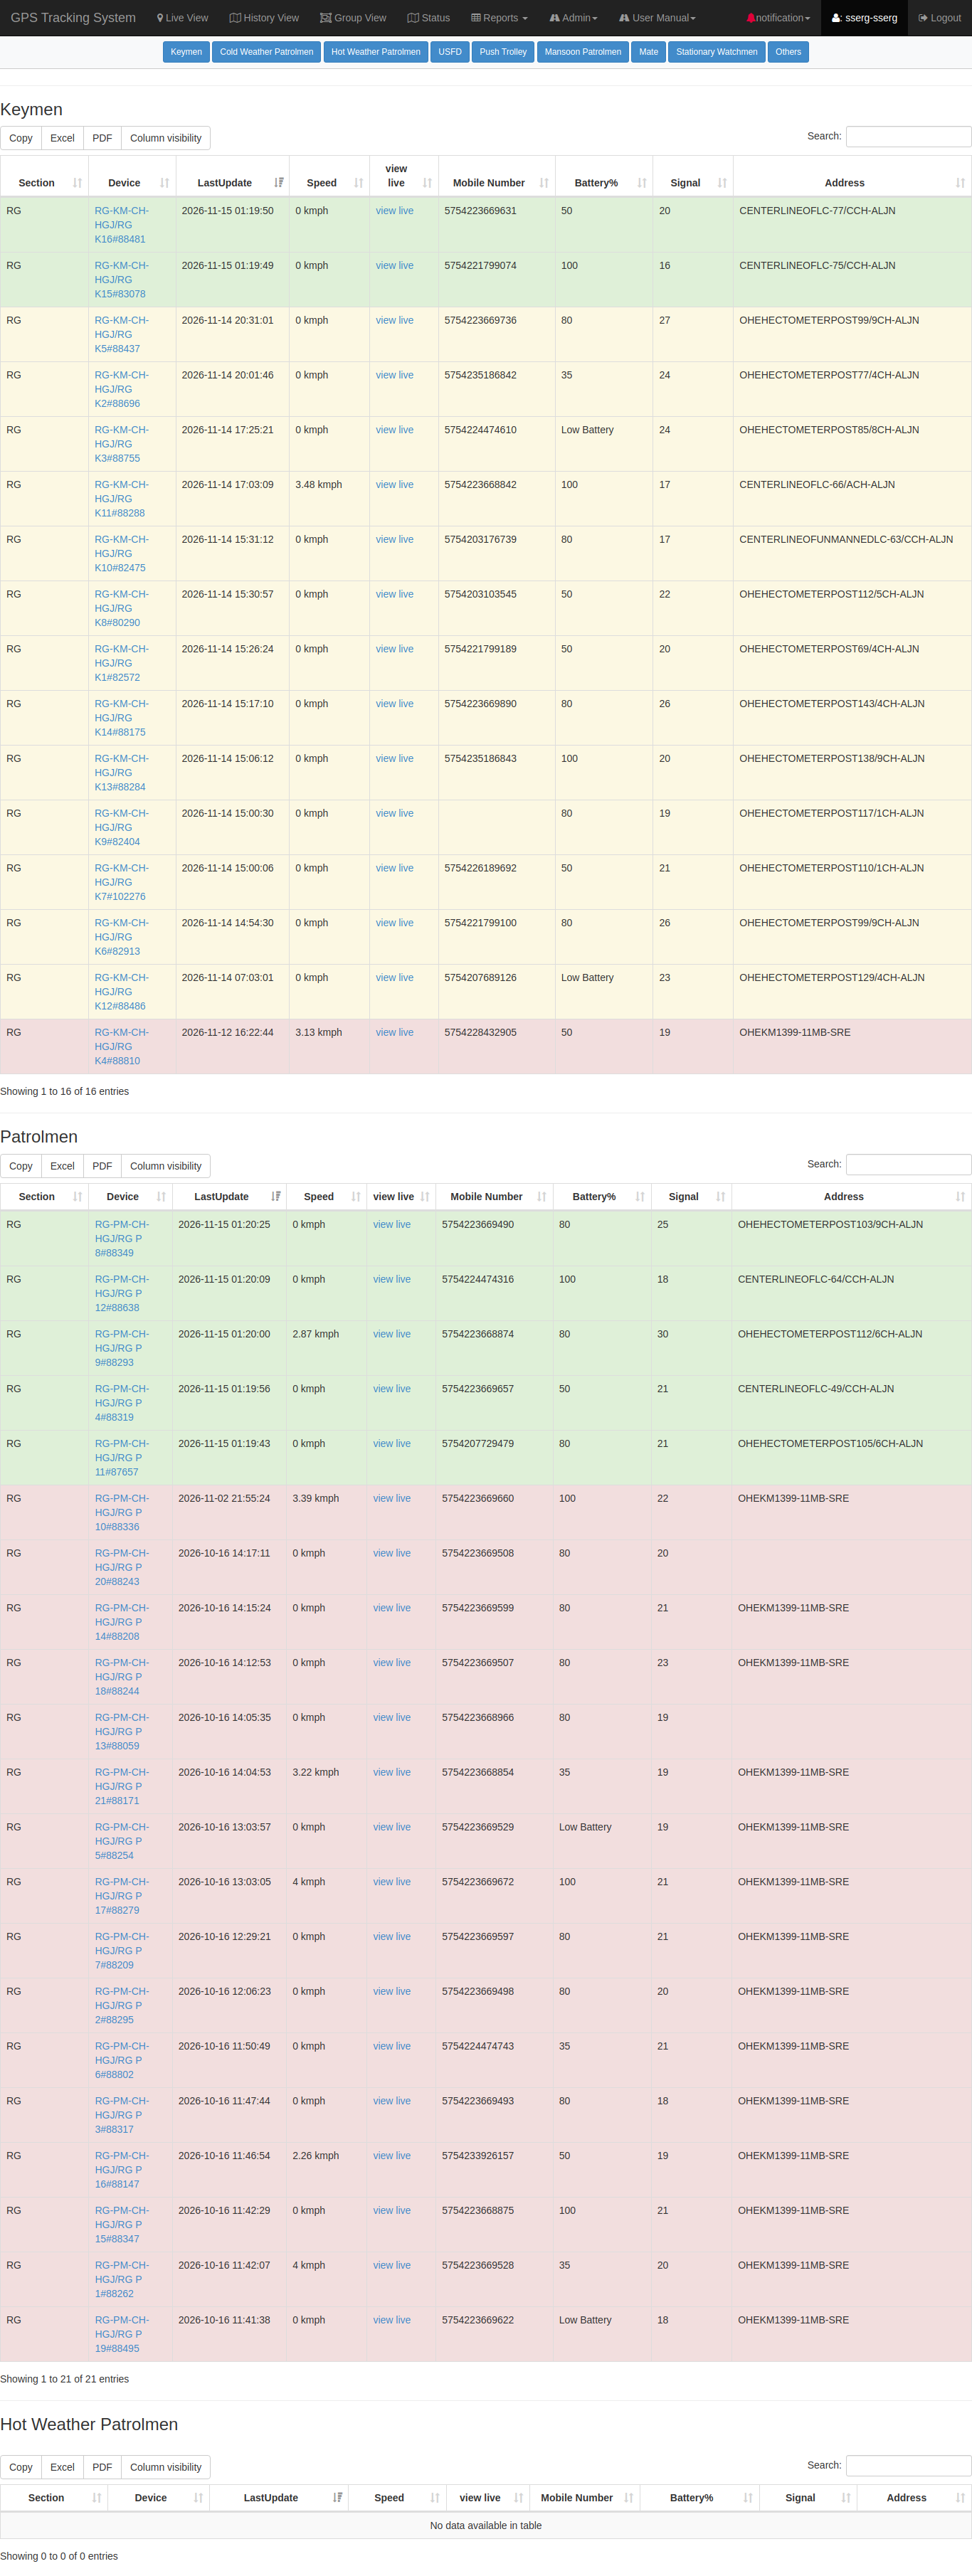 GPS Tracking System Live View History View Group View Status Reports Admin User Manual notification : sserg-sserg Logout
Keymen Cold Weather Patrolmen Hot Weather Patrolmen USFD Push Trolley Mansoon Patrolmen Mate Stationary Watchmen Others
Keymen
Copy Excel PDF Column visibility Search:
view
Section Device LastUpdate Speed live Mobile Number Battery% Signal Address
RG RG-KM-CH- 2026-11-15 01:19:50 0 kmph view live 5754223669631 50 20 CENTERLINEOFLC-77/CCH-ALJN
HGJ/RG
K16#88481
RG RG-KM-CH- 2026-11-15 01:19:49 0 kmph view live 5754221799074 100 16 CENTERLINEOFLC-75/CCH-ALJN
HGJ/RG
K15#83078
RG RG-KM-CH- 2026-11-14 20:31:01 0 kmph view live 5754223669736 80 27 OHEHECTOMETERPOST99/9CH-ALJN
HGJ/RG
K5#88437
RG RG-KM-CH- 2026-11-14 20:01:46 0 kmph view live 5754235186842 35 24 OHEHECTOMETERPOST77/4CH-ALJN
HGJ/RG
K2#88696
RG RG-KM-CH- 2026-11-14 17:25:21 0 kmph view live 5754224474610 Low Battery 24 OHEHECTOMETERPOST85/8CH-ALJN
HGJ/RG
K3#88755
RG RG-KM-CH- 2026-11-14 17:03:09 3.48 kmph view live 5754223668842 100 17 CENTERLINEOFLC-66/ACH-ALJN
HGJ/RG
K11#88288
RG RG-KM-CH- 2026-11-14 15:31:12 0 kmph view live 5754203176739 80 17 CENTERLINEOFUNMANNEDLC-63/CCH-ALJN
HGJ/RG
K10#82475
RG RG-KM-CH- 2026-11-14 15:30:57 0 kmph view live 5754203103545 50 22 OHEHECTOMETERPOST112/5CH-ALJN
HGJ/RG
K8#80290
RG RG-KM-CH- 2026-11-14 15:26:24 0 kmph view live 5754221799189 50 20 OHEHECTOMETERPOST69/4CH-ALJN
HGJ/RG
K1#82572
RG RG-KM-CH- 2026-11-14 15:17:10 0 kmph view live 5754223669890 80 26 OHEHECTOMETERPOST143/4CH-ALJN
HGJ/RG
K14#88175
RG RG-KM-CH- 2026-11-14 15:06:12 0 kmph view live 5754235186843 100 20 OHEHECTOMETERPOST138/9CH-ALJN
HGJ/RG
K13#88284
RG RG-KM-CH- 2026-11-14 15:00:30 0 kmph view live 80 19 OHEHECTOMETERPOST117/1CH-ALJN
HGJ/RG
K9#82404
RG RG-KM-CH- 2026-11-14 15:00:06 0 kmph view live 5754226189692 50 21 OHEHECTOMETERPOST110/1CH-ALJN
HGJ/RG
K7#102276
RG RG-KM-CH- 2026-11-14 14:54:30 0 kmph view live 5754221799100 80 26 OHEHECTOMETERPOST99/9CH-ALJN
HGJ/RG
K6#82913
RG RG-KM-CH- 2026-11-14 07:03:01 0 kmph view live 5754207689126 Low Battery 23 OHEHECTOMETERPOST129/4CH-ALJN
HGJ/RG
K12#88486
RG RG-KM-CH- 2026-11-12 16:22:44 3.13 kmph view live 5754228432905 50 19 OHEKM1399-11MB-SRE
HGJ/RG
K4#88810
Showing 1 to 16 of 16 entries
Patrolmen
Copy Excel PDF Column visibility Search:
Section Device LastUpdate Speed view live Mobile Number Battery% Signal Address
RG RG-PM-CH- 2026-11-15 01:20:25 0 kmph view live 5754223669490 80 25 OHEHECTOMETERPOST103/9CH-ALJN
HGJ/RG P
8#88349
RG RG-PM-CH- 2026-11-15 01:20:09 0 kmph view live 5754224474316 100 18 CENTERLINEOFLC-64/CCH-ALJN
HGJ/RG P
12#88638
RG RG-PM-CH- 2026-11-15 01:20:00 2.87 kmph view live 5754223668874 80 30 OHEHECTOMETERPOST112/6CH-ALJN
HGJ/RG P
9#88293
RG RG-PM-CH- 2026-11-15 01:19:56 0 kmph view live 5754223669657 50 21 CENTERLINEOFLC-49/CCH-ALJN
HGJ/RG P
4#88319
RG RG-PM-CH- 2026-11-15 01:19:43 0 kmph view live 5754207729479 80 21 OHEHECTOMETERPOST105/6CH-ALJN
HGJ/RG P
11#87657
RG RG-PM-CH- 2026-11-02 21:55:24 3.39 kmph view live 5754223669660 100 22 OHEKM1399-11MB-SRE
HGJ/RG P
10#88336
RG RG-PM-CH- 2026-10-16 14:17:11 0 kmph view live 5754223669508 80 20
HGJ/RG P
20#88243
RG RG-PM-CH- 2026-10-16 14:15:24 0 kmph view live 5754223669599 80 21 OHEKM1399-11MB-SRE
HGJ/RG P
14#88208
RG RG-PM-CH- 2026-10-16 14:12:53 0 kmph view live 5754223669507 80 23 OHEKM1399-11MB-SRE
HGJ/RG P
18#88244
RG RG-PM-CH- 2026-10-16 14:05:35 0 kmph view live 5754223668966 80 19
HGJ/RG P
13#88059
RG RG-PM-CH- 2026-10-16 14:04:53 3.22 kmph view live 5754223668854 35 19 OHEKM1399-11MB-SRE
HGJ/RG P
21#88171
RG RG-PM-CH- 2026-10-16 13:03:57 0 kmph view live 5754223669529 Low Battery 19 OHEKM1399-11MB-SRE
HGJ/RG P
5#88254
RG RG-PM-CH- 2026-10-16 13:03:05 4 kmph view live 5754223669672 100 21 OHEKM1399-11MB-SRE
HGJ/RG P
17#88279
RG RG-PM-CH- 2026-10-16 12:29:21 0 kmph view live 5754223669597 80 21 OHEKM1399-11MB-SRE
HGJ/RG P
7#88209
RG RG-PM-CH- 2026-10-16 12:06:23 0 kmph view live 5754223669498 80 20 OHEKM1399-11MB-SRE
HGJ/RG P
2#88295
RG RG-PM-CH- 2026-10-16 11:50:49 0 kmph view live 5754224474743 35 21 OHEKM1399-11MB-SRE
HGJ/RG P
6#88802
RG RG-PM-CH- 2026-10-16 11:47:44 0 kmph view live 5754223669493 80 18 OHEKM1399-11MB-SRE
HGJ/RG P
3#88317
RG RG-PM-CH- 2026-10-16 11:46:54 2.26 kmph view live 5754233926157 50 19 OHEKM1399-11MB-SRE
HGJ/RG P
16#88147
RG RG-PM-CH- 2026-10-16 11:42:29 0 kmph view live 5754223668875 100 21 OHEKM1399-11MB-SRE
HGJ/RG P
15#88347
RG RG-PM-CH- 2026-10-16 11:42:07 4 kmph view live 5754223669528 35 20 OHEKM1399-11MB-SRE
HGJ/RG P
1#88262
RG RG-PM-CH- 2026-10-16 11:41:38 0 kmph view live 5754223669622 Low Battery 18 OHEKM1399-11MB-SRE
HGJ/RG P
19#88495
Showing 1 to 21 of 21 entries
Hot Weather Patrolmen
Copy Excel PDF Column visibility Search:
Section Device LastUpdate Speed view live Mobile Number Battery% Signal Address
No data available in table
Showing 0 to 0 of 0 entries